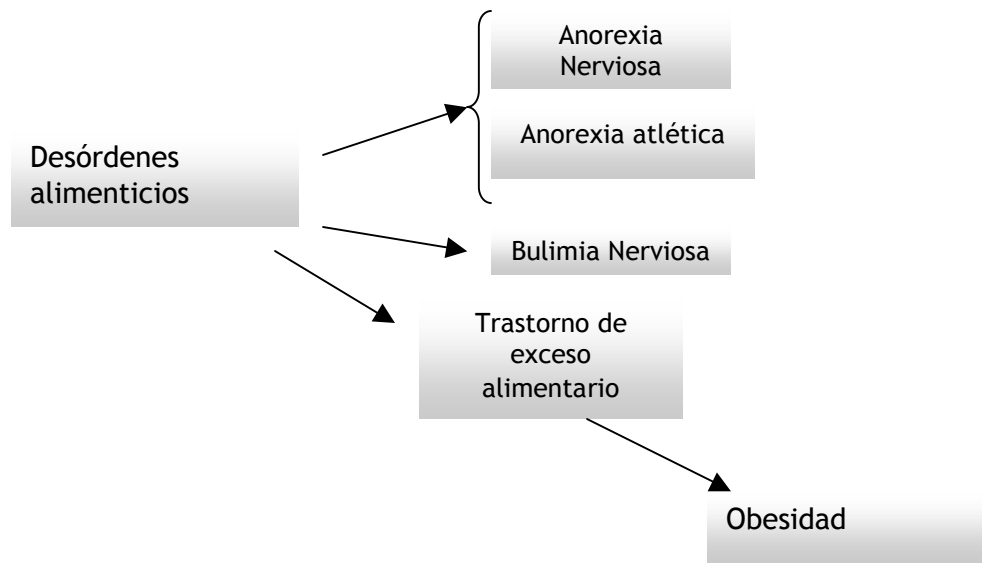 Anorexia
Nerviosa
Anorexia atlética
Desórdenes
alimenticios
Bulimia Nerviosa
Trastorno de
exceso
alimentario
Obesidad